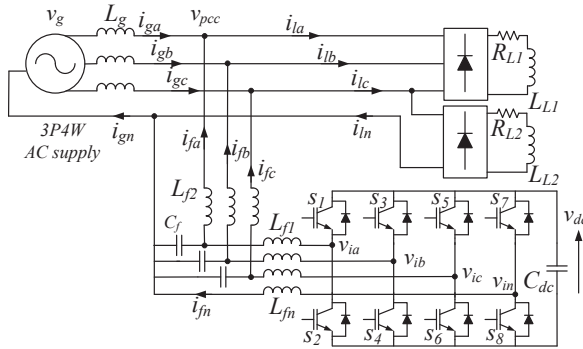 v_g L_g i_ga v_pcc i_la
i_gb i_lb
i_gc i_lc
R_L1
L_L1
3P4W
AC supply
i_gn i_ln
R_L2
L_L2
i_fa i_fb i_fc
L_f2
C_f L_f1
s_1 s_3 s_5 s_7
v_ia v_ib v_ic v_in
C_dc v_dc
i_fn L_fn
s_2 s_4 s_6 s_8